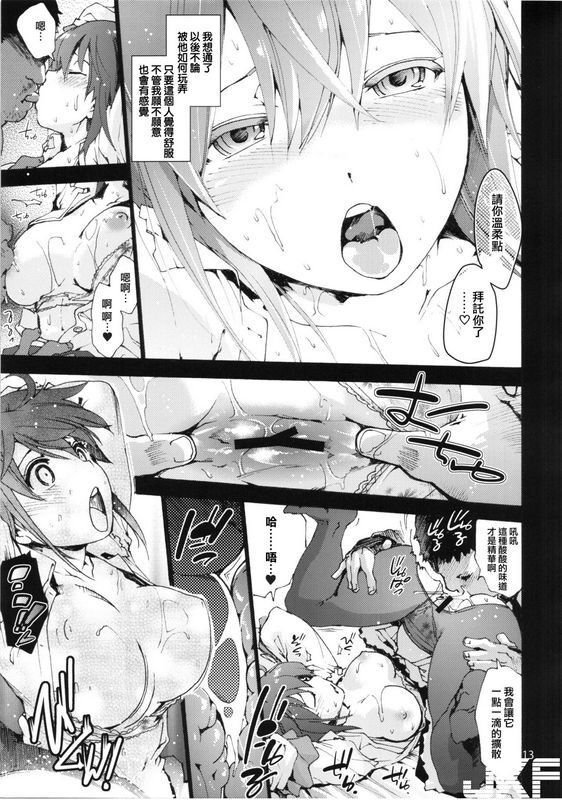 我想通了
以後不論
被他如何玩弄
只要這個人覺得舒服
不管我願不願意
也會有感覺
嗯…
請你溫柔點
拜託你了
……♡
嗯啊…
啊啊…♥
吼吼
這種酸酸的味道
才是精華啊
哈……唔……♥
我會讓它
一點一滴的擴散
13
JKF